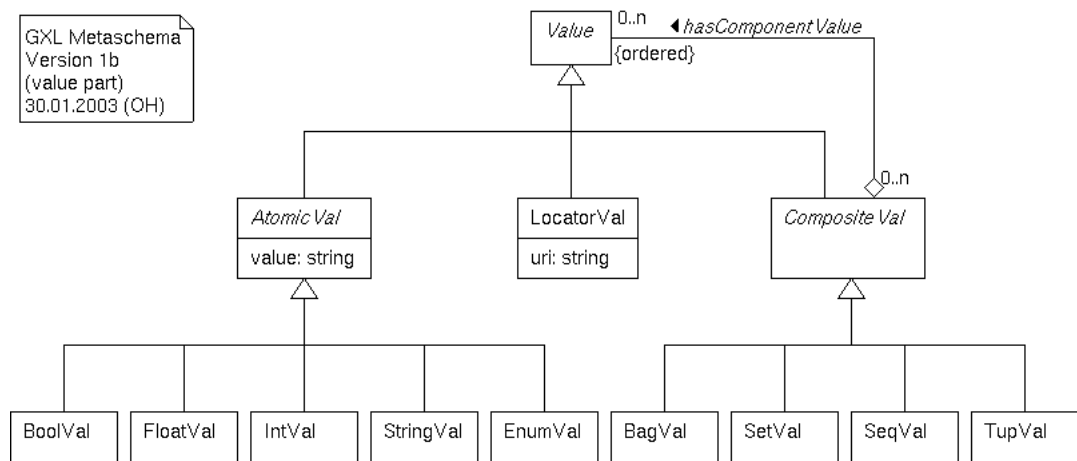 GXL Metaschema
Version 1b
(value part)
30.01.2003 (OH)
Value
0..n
◀hasComponentValue
{ordered}
0..n
AtomicVal
value: string
LocatorVal
uri: string
CompositeVal
BoolVal
FloatVal
IntVal
StringVal
EnumVal
BagVal
SetVal
SeqVal
TupVal